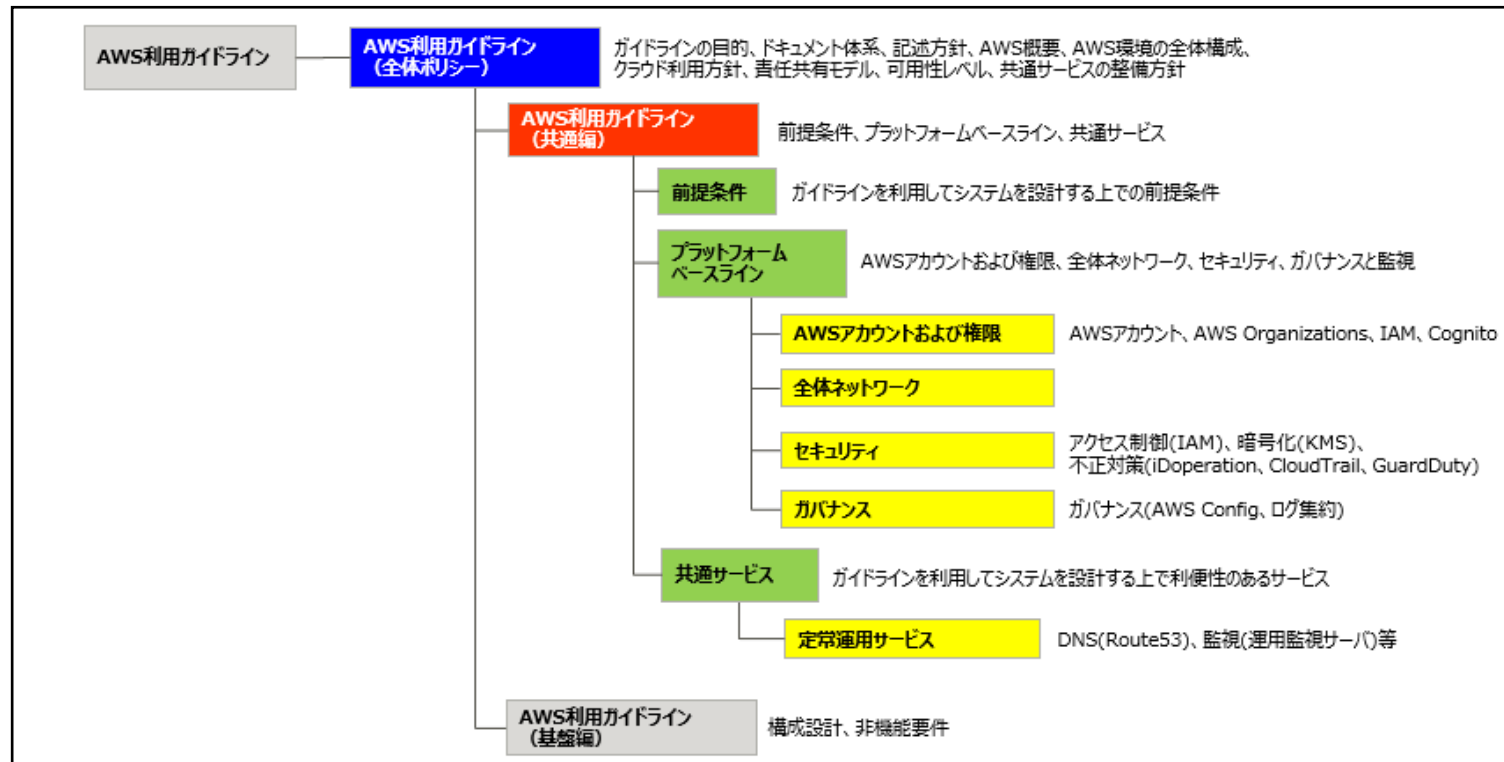 AWS利用ガイドライン
AWS利用ガイドライン
(全体ポリシー)
ガイドラインの目的、ドキュメント体系、記述方針、AWS概要、AWS環境の全体構成、
クラウド利用方針、責任共有モデル、可用性レベル、共通サービスの整備方針
AWS利用ガイドライン
(共通編)
前提条件、プラットフォームベースライン、共通サービス
前提条件
ガイドラインを利用してシステムを設計する上での前提条件
プラットフォーム
ベースライン
AWSアカウントおよび権限、全体ネットワーク、セキュリティ、ガバナンスと監視
AWSアカウントおよび権限
AWSアカウント、AWS Organizations、IAM、Cognito
全体ネットワーク
セキュリティ
アクセス制御(IAM)、暗号化(KMS)、
不正対策(iDoperation、CloudTrail、GuardDuty)
ガバナンス
ガバナンス(AWS Config、ログ集約)
共通サービス
ガイドラインを利用してシステムを設計する上で利便性のあるサービス
定常運用サービス
DNS(Route53)、監視(運用監視サーバ)等
AWS利用ガイドライン
(基盤編)
構成設計、非機能要件